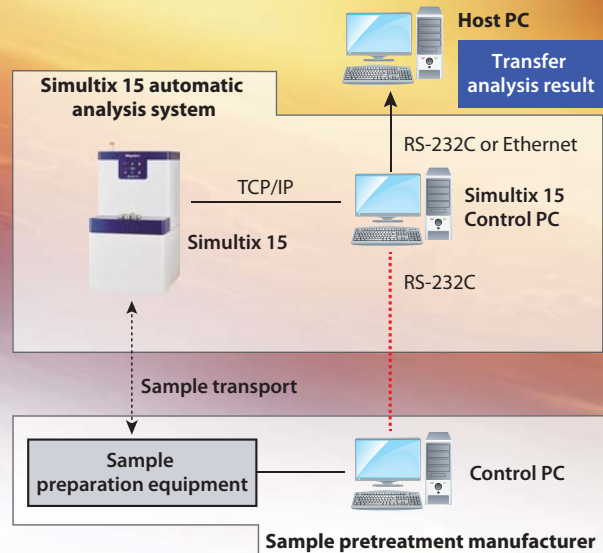 Host PC
Transfer
analysis result
Simultix 15 automatic
analysis system
RS-232C or Ethernet
TCP/IP
Simultix 15
Control PC
Simultix 15
RS-232C
Sample transport
Sample
preparation equipment
Control PC
Sample pretreatment manufacturer